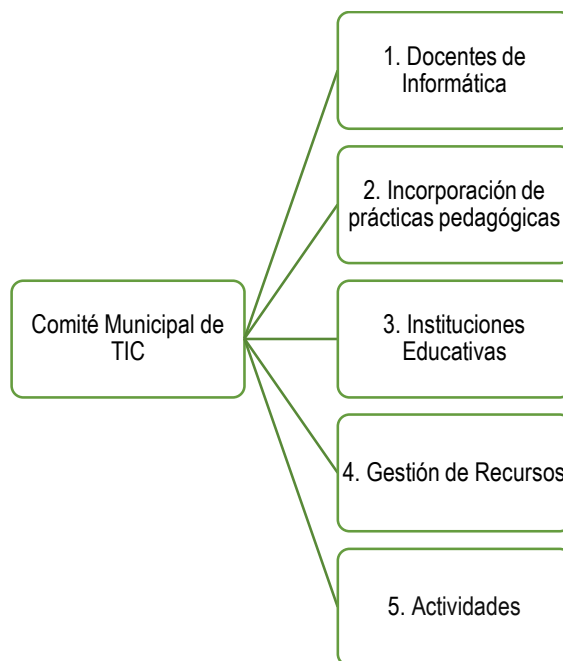 1. Docentes de
Informática
2. Incorporación de
prácticas pedagógicas
Comité Municipal de
TIC
3. Instituciones
Educativas
4. Gestión de Recursos
5. Actividades